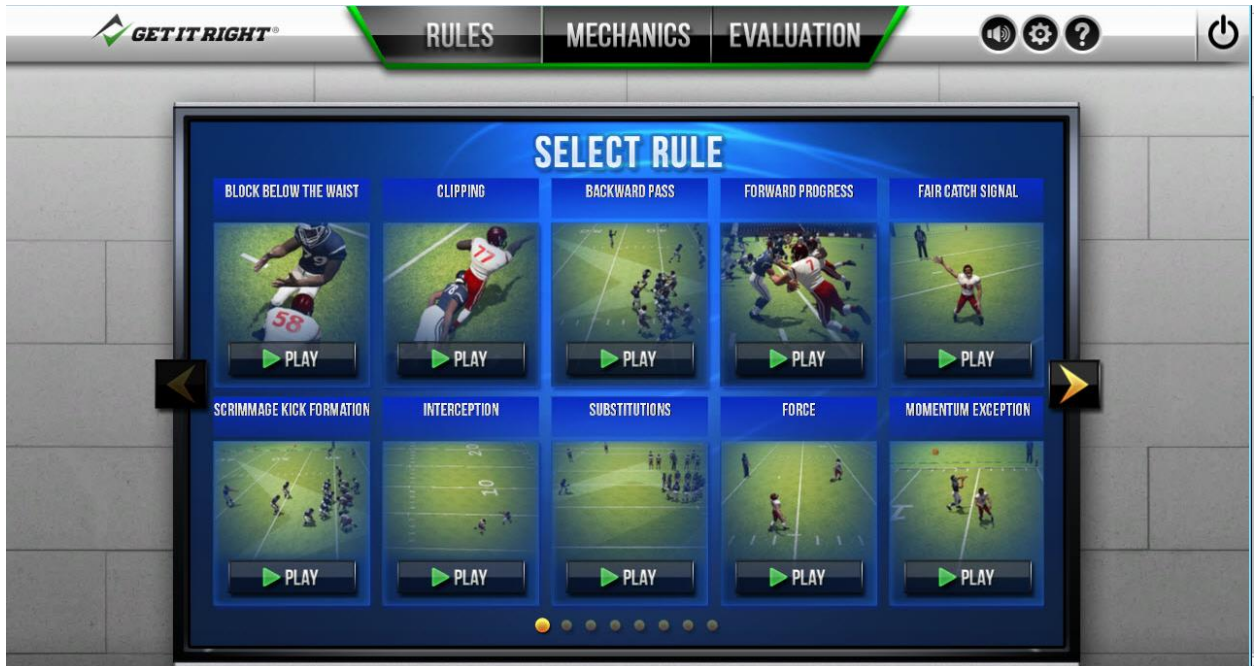 GET IT RIGHT®
RULES
MECHANICS
EVALUATION
?
SELECT RULE
BLOCK BELOW THE WAIST
CLIPPING
BACKWARD PASS
FORWARD PROGRESS
FAIR CATCH SIGNAL
9
58
77
7
PLAY
PLAY
PLAY
PLAY
PLAY
SCRIMMAGE KICK FORMATION
INTERCEPTION
SUBSTITUTIONS
FORCE
MOMENTUM EXCEPTION
20
10
PLAY
PLAY
PLAY
PLAY
PLAY